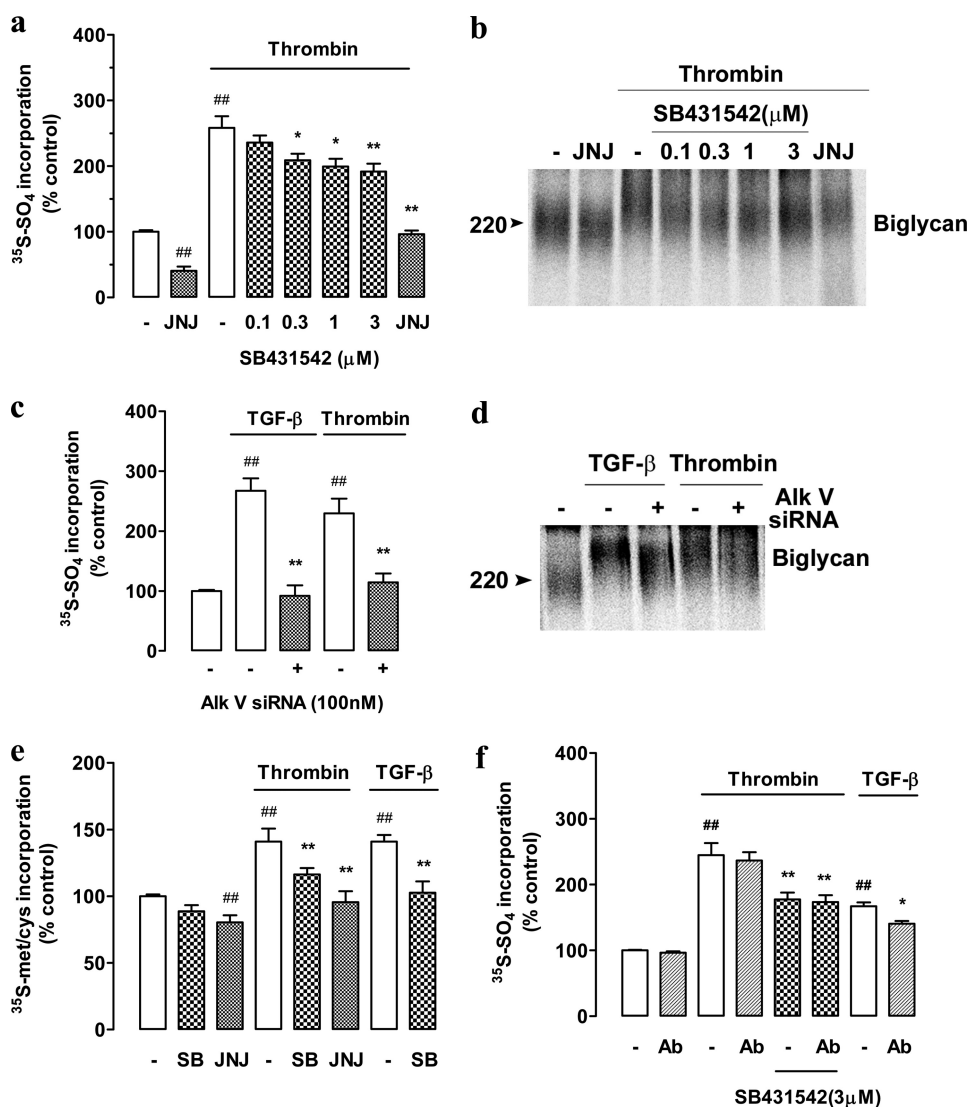 a
Thrombin
³⁵S-SO₄ incorporation
(% control)
400
300
200
100
0
##
##
*
*
**
**
- JNJ - 0.1 0.3 1 3 JNJ
SB431542 (μM)
b
Thrombin
SB431542(μM)
- JNJ - 0.1 0.3 1 3 JNJ
220
Biglycan
c
TGF-β Thrombin
³⁵S-SO₄ incorporation
(% control)
400
300
200
100
0
##
**
##
**
- - + - +
Alk V siRNA (100nM)
d
TGF-β Thrombin
- - + - +
Alk V
siRNA
Biglycan
220
e
Thrombin TGF-β
³⁵S-met/cys incorporation
(% control)
200
150
100
50
0
##
##
**
**
##
**
- SB JNJ - SB JNJ - SB
f
Thrombin TGF-β
³⁵S-SO₄ incorporation
(% control)
400
300
200
100
0
##
**
**
##
*
- Ab - Ab - Ab - Ab
SB431542(3μM)